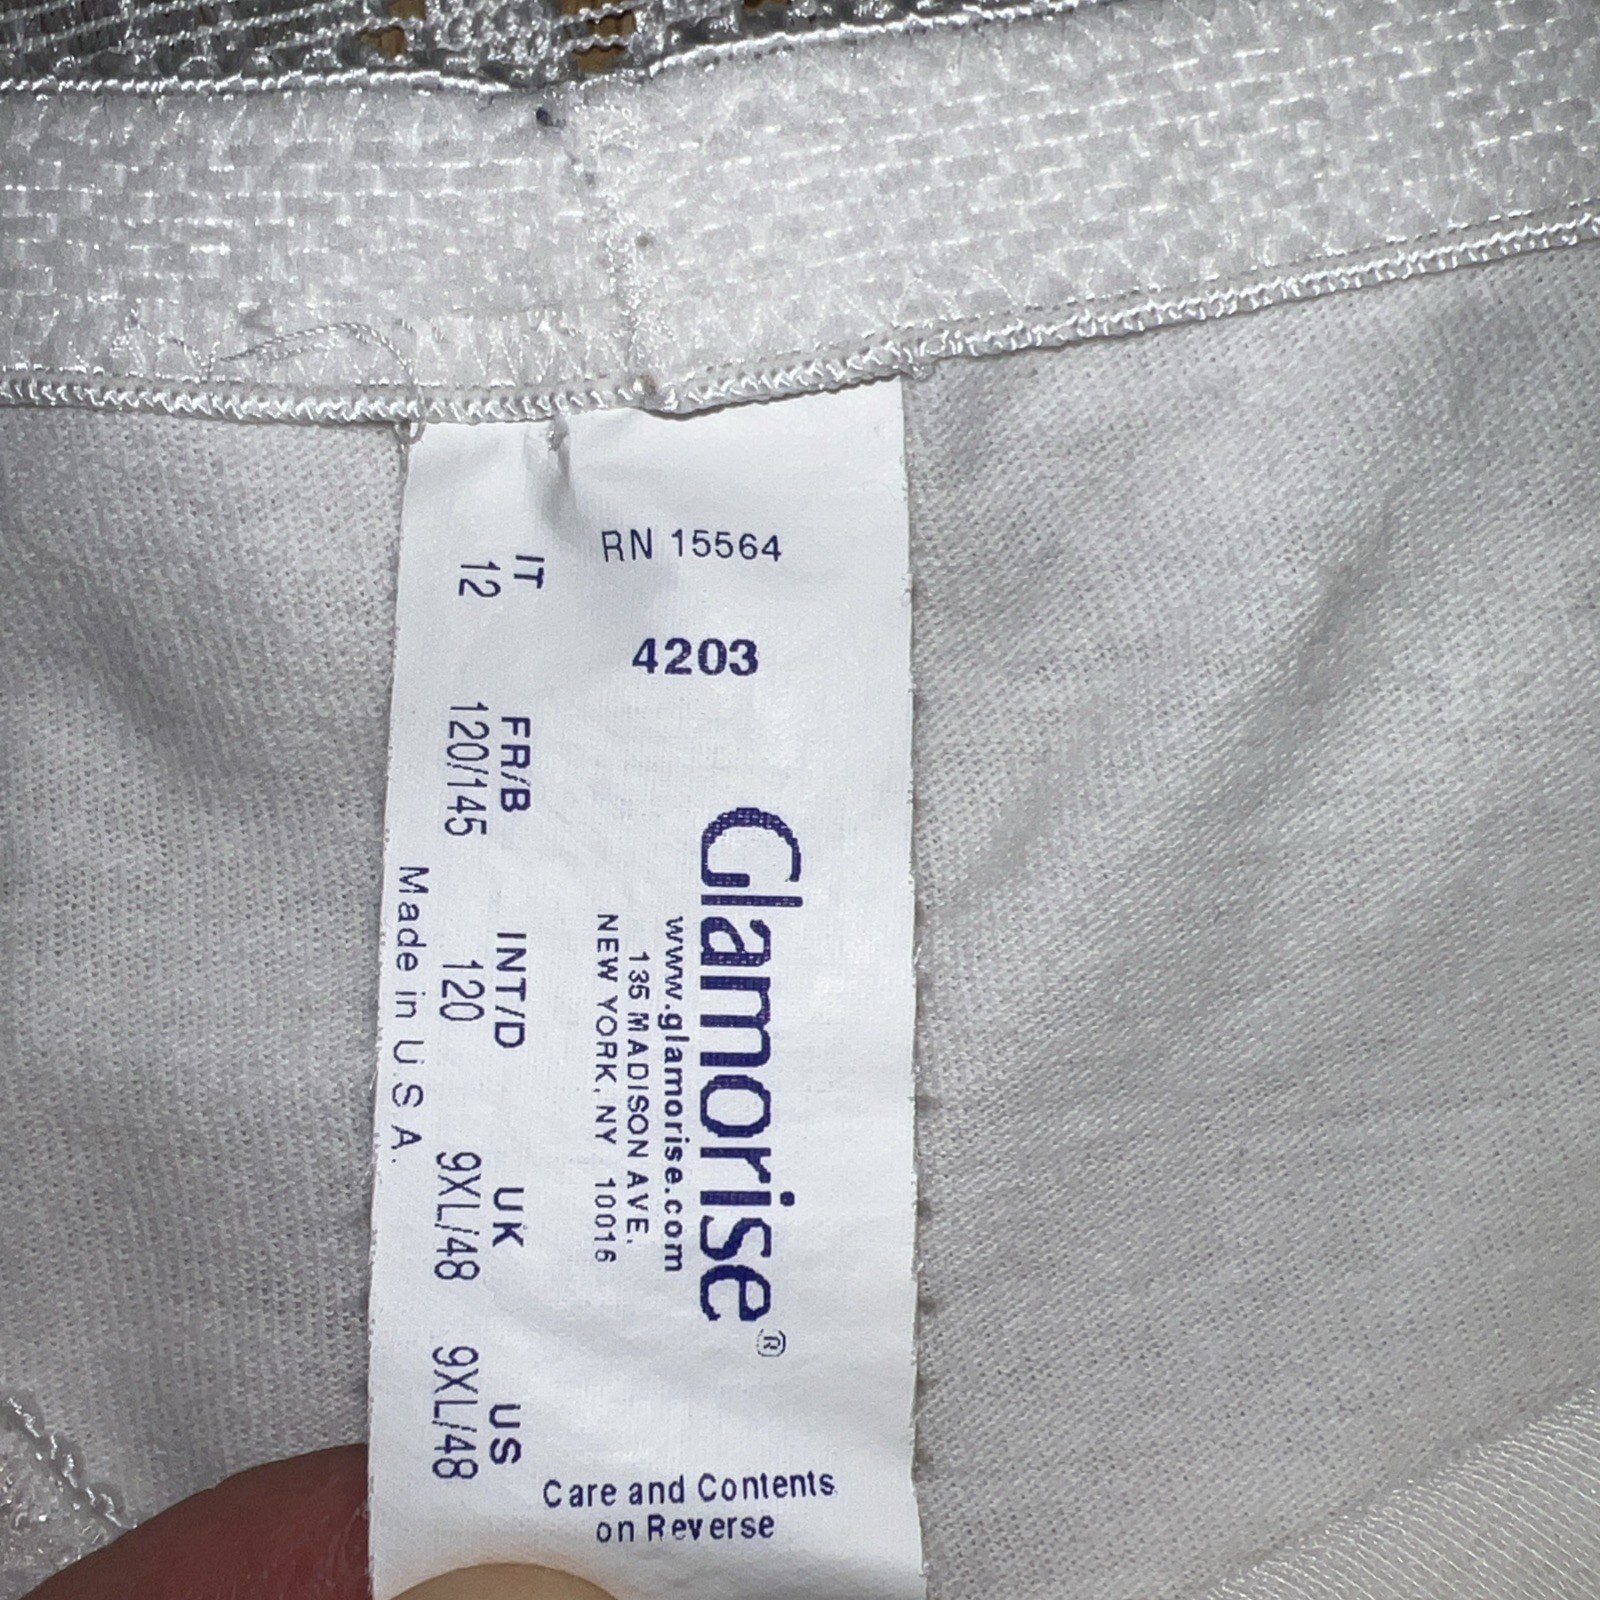 RN 15564
4203
Glamorise®
www.glamorise.com
135 MADISON AVE.
NEW YORK, NY 10016
IT FR/B INT/D UK US
12 120/145 120 9XL/48 9XL/48
Made in U.S.A.
Care and Contents
on Reverse